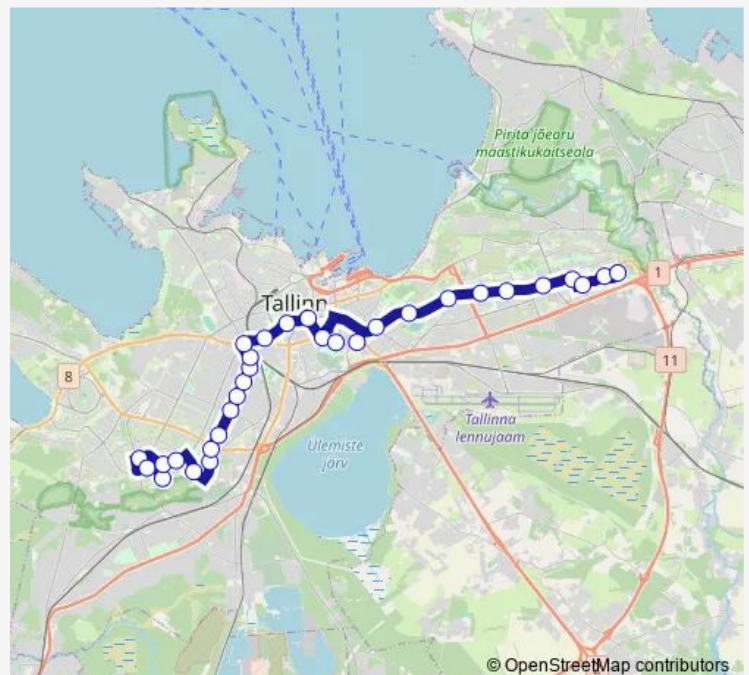 Pirita jõeoru
maastikukaitseala
1
Tallinn
11
8
Tallinna
lennujaam
Ülemiste
järv
© OpenStreetMap contributors